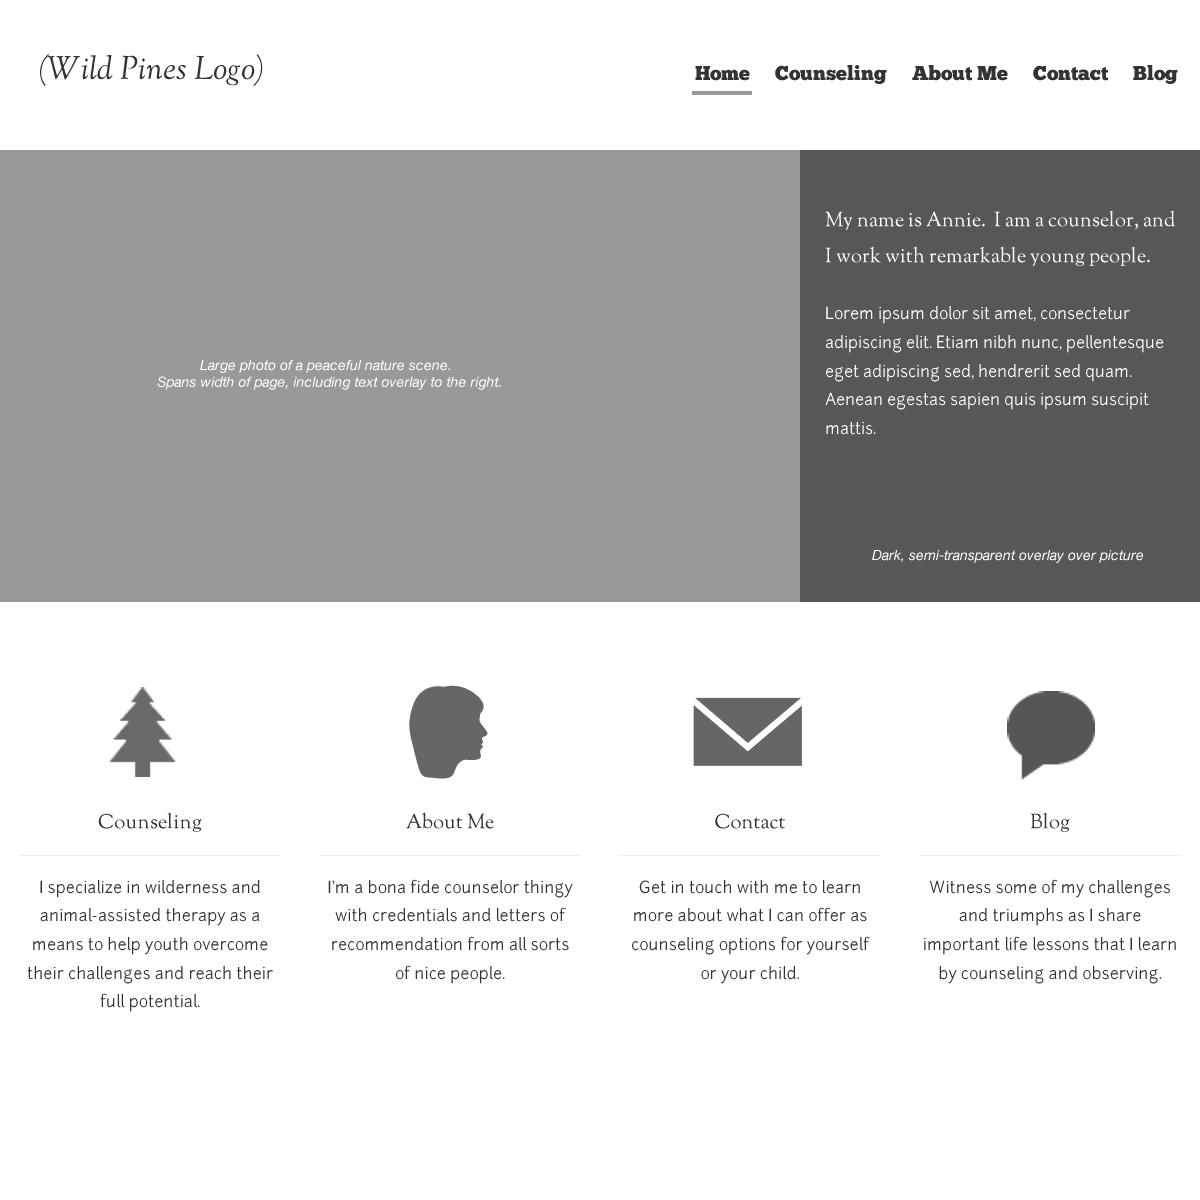 (Wild Pines Logo)
Home Counseling About Me Contact Blog
Large photo of a peaceful nature scene.
Spans width of page, including text overlay to the right.
My name is Annie.  I am a counselor, and
I work with remarkable young people.
Lorem ipsum dolor sit amet, consectetur
adipiscing elit. Etiam nibh nunc, pellentesque
eget adipiscing sed, hendrerit sed quam.
Aenean egestas sapien quis ipsum suscipit
mattis.
Dark, semi-transparent overlay over picture
Counseling
I specialize in wilderness and
animal-assisted therapy as a
means to help youth overcome
their challenges and reach their
full potential.
About Me
I'm a bona fide counselor thingy
with credentials and letters of
recommendation from all sorts
of nice people.
Contact
Get in touch with me to learn
more about what I can offer as
counseling options for yourself
or your child.
Blog
Witness some of my challenges
and triumphs as I share
important life lessons that I learn
by counseling and observing.